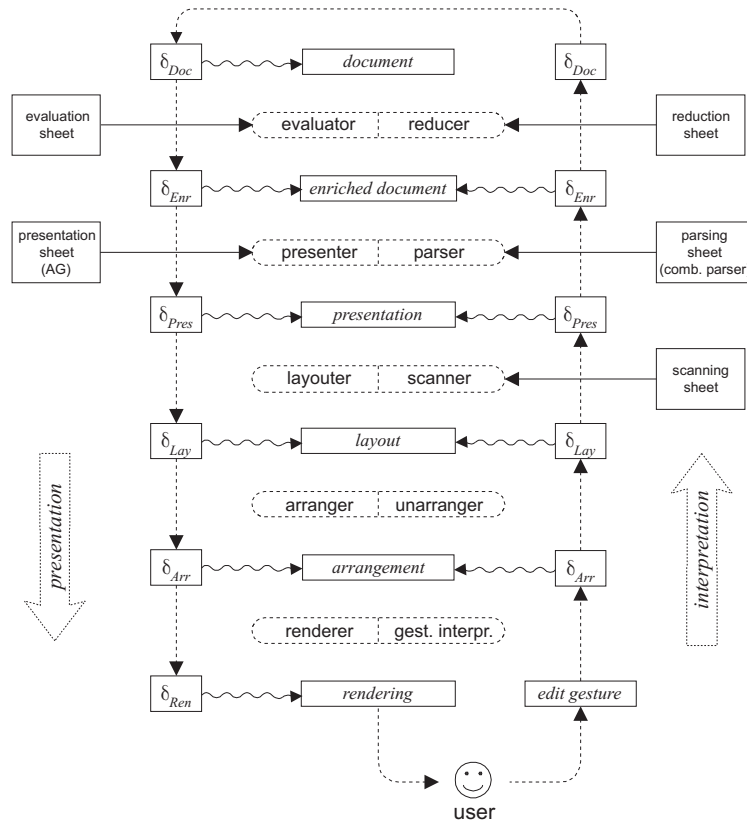 δDoc
document
δDoc
evaluation
sheet
evaluator
reducer
reduction
sheet
δEnr
enriched document
δEnr
presentation
sheet
(AG)
presenter
parser
parsing
sheet
(comb. parser)
δPres
presentation
δPres
layouter
scanner
scanning
sheet
δLay
layout
δLay
presentation
arranger
unarranger
interpretation
δArr
arrangement
δArr
renderer
gest. interpr.
δRen
rendering
edit gesture
user